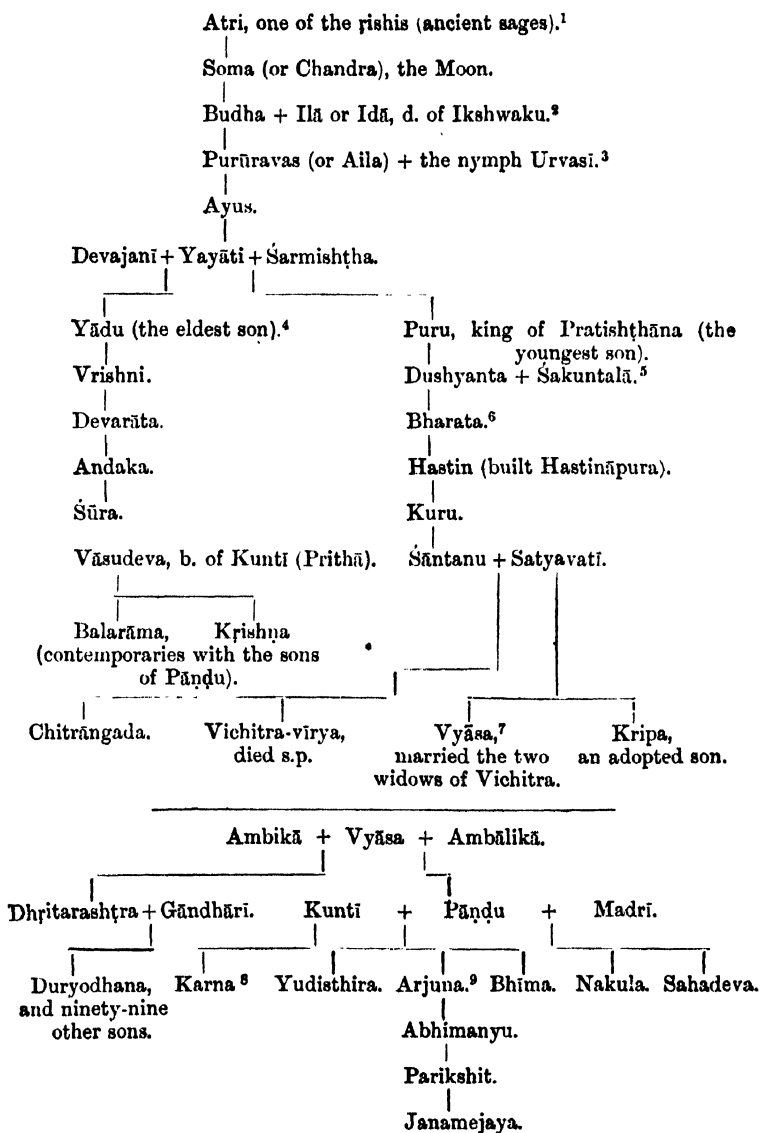 Atri, one of the ṛishis (ancient sages).¹
Soma (or Chandra), the Moon.
Budha + Ilā or Idā, d. of Ikshwaku.²
Purūravas (or Aila) + the nymph Urvasī.³
Ayus.
Devajanī + Yayāti + Śarmishṭha.
Yādu (the eldest son).⁴ Puru, king of Pratishṭhāna (the
youngest son).
Vrishni. Dushyanta + Śakuntalā.⁵
Devarāta. Bharata.⁶
Andaka. Hastin (built Hastināpura).
Śūra. Kuru.
Vāsudeva, b. of Kuntī (Prithā). Śāntanu + Satyavatī.
Balarāma, Kṛishṇa
(contemporaries with the sons
of Pāṇḍu).
Chitrāngada. Vichitra-vīrya, Vyāsa,⁷ Kripa,
died s.p. married the two an adopted son.
widows of Vichitra.
Ambikā + Vyāsa + Ambālikā.
Dhṛitarashṭra + Gāndhārī. Kuntī + Pāṇḍu + Madrī.
Duryodhana, Karna⁸ Yudisthira. Arjuna.⁹ Bhīma. Nakula. Sahadeva.
and ninety-nine
other sons.
Abhimanyu.
Parikshit.
Janamejaya.